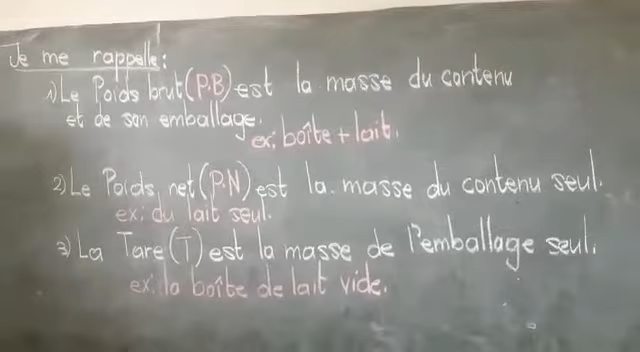 Je me rappelle:
1) Le Poids brut (P.B) est la masse du contenu
et de son emballage.
ex: boîte + lait.
2) Le Poids net (P.N) est la masse du contenu seul.
ex: du lait seul.
3) La Tare (T) est la masse de l'emballage seul.
ex: la boîte de lait vide.